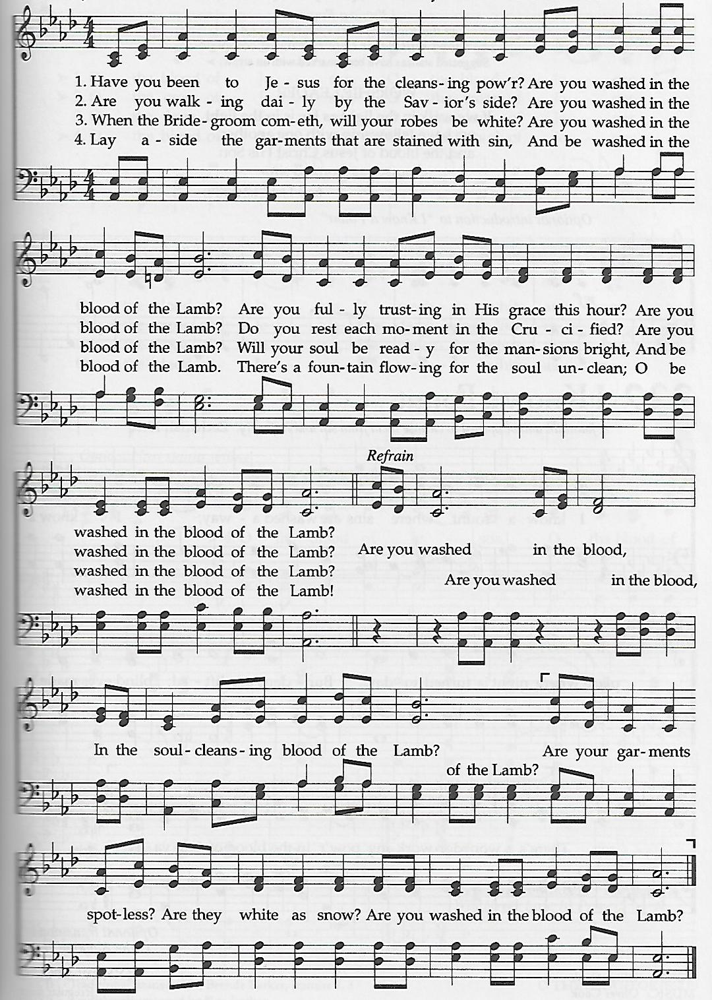 1. Have you been to Je - sus for the cleans - ing pow'r? Are you washed in the
2. Are you walk - ing dai - ly by the Sav - ior's side? Are you washed in the
3. When the Bride - groom com - eth, will your robes be white? Are you washed in the
4. Lay a - side the gar - ments that are stained with sin, And be washed in the
blood of the Lamb? Are you ful - ly trust - ing in His grace this hour? Are you
blood of the Lamb? Do you rest each mo - ment in the Cru - ci - fied? Are you
blood of the Lamb? Will your soul be read - y for the man - sions bright, And be
blood of the Lamb. There's a foun - tain flow - ing for the soul un - clean; O be
Refrain
washed in the blood of the Lamb?
washed in the blood of the Lamb? Are you washed in the blood,
washed in the blood of the Lamb?
Are you washed in the blood,
washed in the blood of the Lamb!
In the soul - cleans - ing blood of the Lamb? Are your gar - ments
of the Lamb?
spot - less? Are they white as snow? Are you washed in the blood of the Lamb?